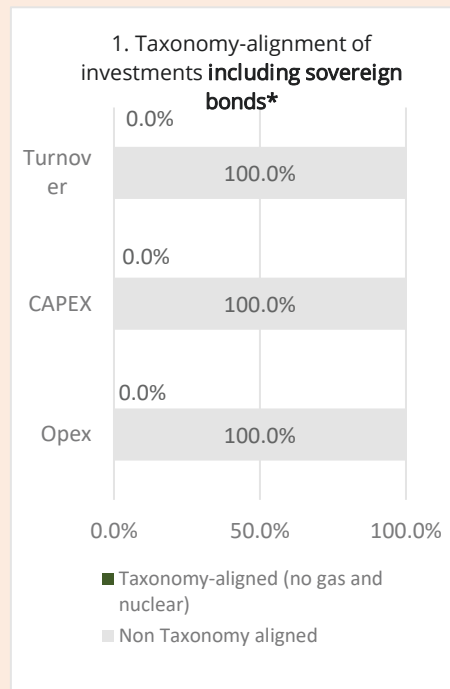 1. Taxonomy-alignment of
investments including sovereign
bonds*
0.0%
Turnov
er
100.0%
0.0%
CAPEX
100.0%
0.0%
Opex
100.0%
0.0%
50.0%
100.0%
Taxonomy-aligned (no gas and
nuclear)
Non Taxonomy aligned